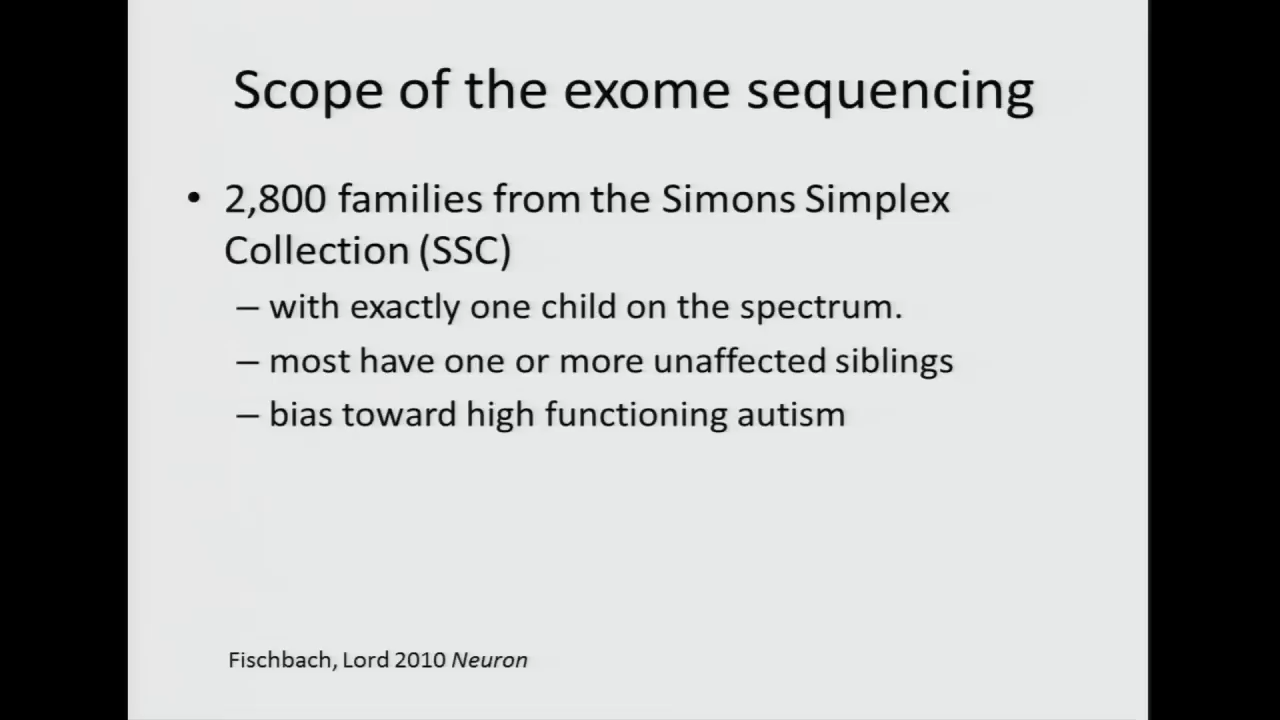 Scope of the exome sequencing
• 2,800 families from the Simons Simplex
Collection (SSC)
– with exactly one child on the spectrum.
– most have one or more unaffected siblings
– bias toward high functioning autism
Fischbach, Lord 2010 Neuron